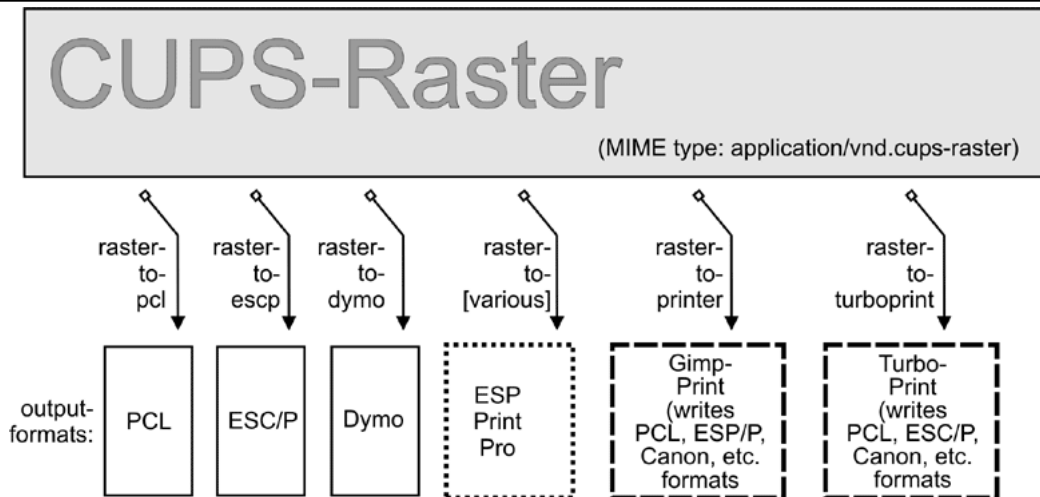 CUPS-Raster
(MIME type: application/vnd.cups-raster)
raster-
to-
pcl
raster-
to-
escp
raster-
to-
dymo
raster-
to-
[various]
raster-
to-
printer
raster-
to-
turboprint
output-
formats:
PCL
ESC/P
Dymo
ESP
Print
Pro
Gimp-
Print
(writes
PCL, ESP/P,
Canon, etc.
formats
Turbo-
Print
(writes
PCL, ESC/P,
Canon, etc.
formats